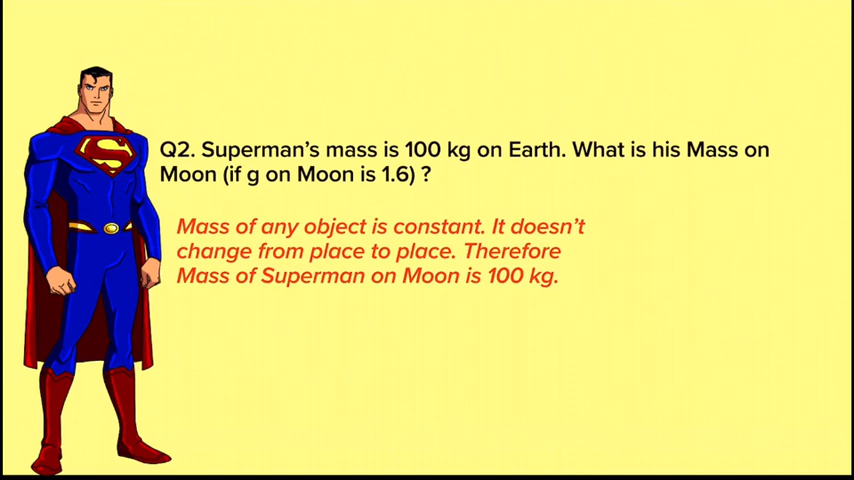 S
Q2. Superman's mass is 100 kg on Earth. What is his Mass on
Moon (if g on Moon is 1.6) ?
Mass of any object is constant. It doesn't
change from place to place. Therefore
Mass of Superman on Moon is 100 kg.